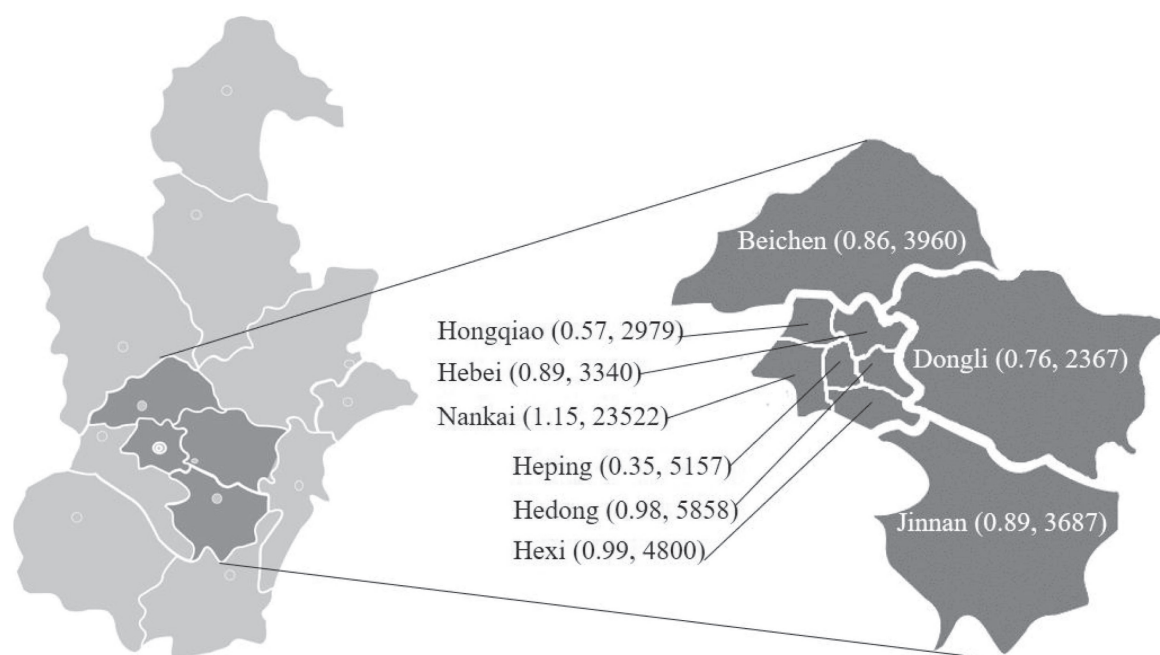 Beichen (0.86, 3960)
Hongqiao (0.57, 2979)
Hebei (0.89, 3340)
Dongli (0.76, 2367)
Nankai (1.15, 23522)
Heping (0.35, 5157)
Hedong (0.98, 5858)
Jinnan (0.89, 3687)
Hexi (0.99, 4800)